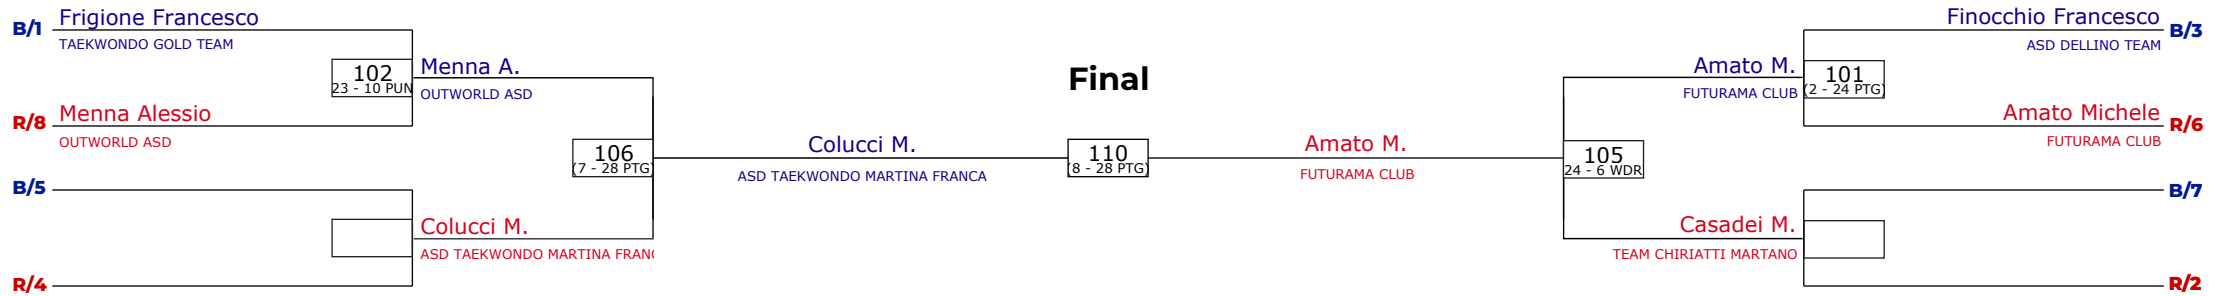 B/1 Frigione Francesco
TAEKWONDO GOLD TEAM
102
23 - 10 PUN
Menna A.
OUTWORLD ASD
R/8 Menna Alessio
OUTWORLD ASD
106
(7 - 28 PTG)
B/5
Colucci M.
ASD TAEKWONDO MARTINA FRANC
R/4
Final
Colucci M.
ASD TAEKWONDO MARTINA FRANCA
110
(8 - 28 PTG)
Amato M.
FUTURAMA CLUB
Finocchio Francesco B/3
ASD DELLINO TEAM
Amato M.
FUTURAMA CLUB
101
(2 - 24 PTG)
Amato Michele R/6
FUTURAMA CLUB
105
24 - 6 WDR
B/7
Casadei M.
TEAM CHIRIATTI MARTANO
R/2